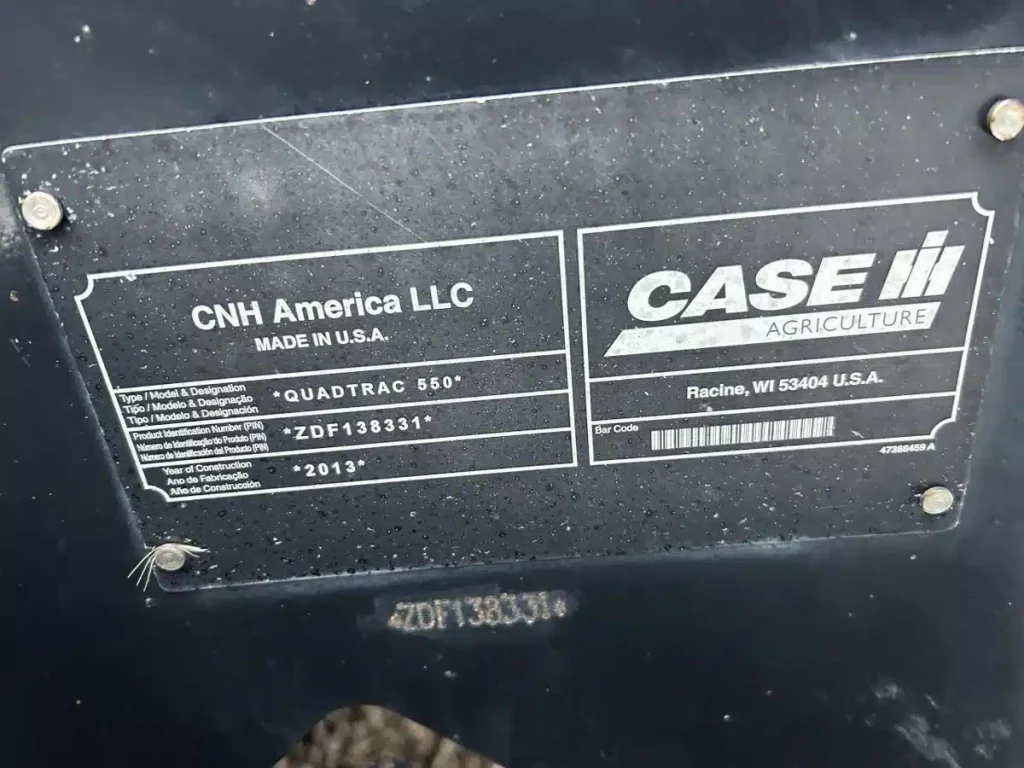 CNH America LLC
MADE IN U.S.A.
Type / Model & Designation
Tipo / Modelo & Designação
Tipo / Modelo & Designación
*QUADTRAC 550*
Product Identification Number (PIN)
Número de Identificação do Produto (PIN)
Número de Identificación del Producto (PIN)
*ZDF138331*
Year of Construction
Ano de Fabricação
Año de Construcción
*2013*
CASE IH
AGRICULTURE
Racine, WI 53404 U.S.A.
Bar Code
47368459 A
*ZDF138331*